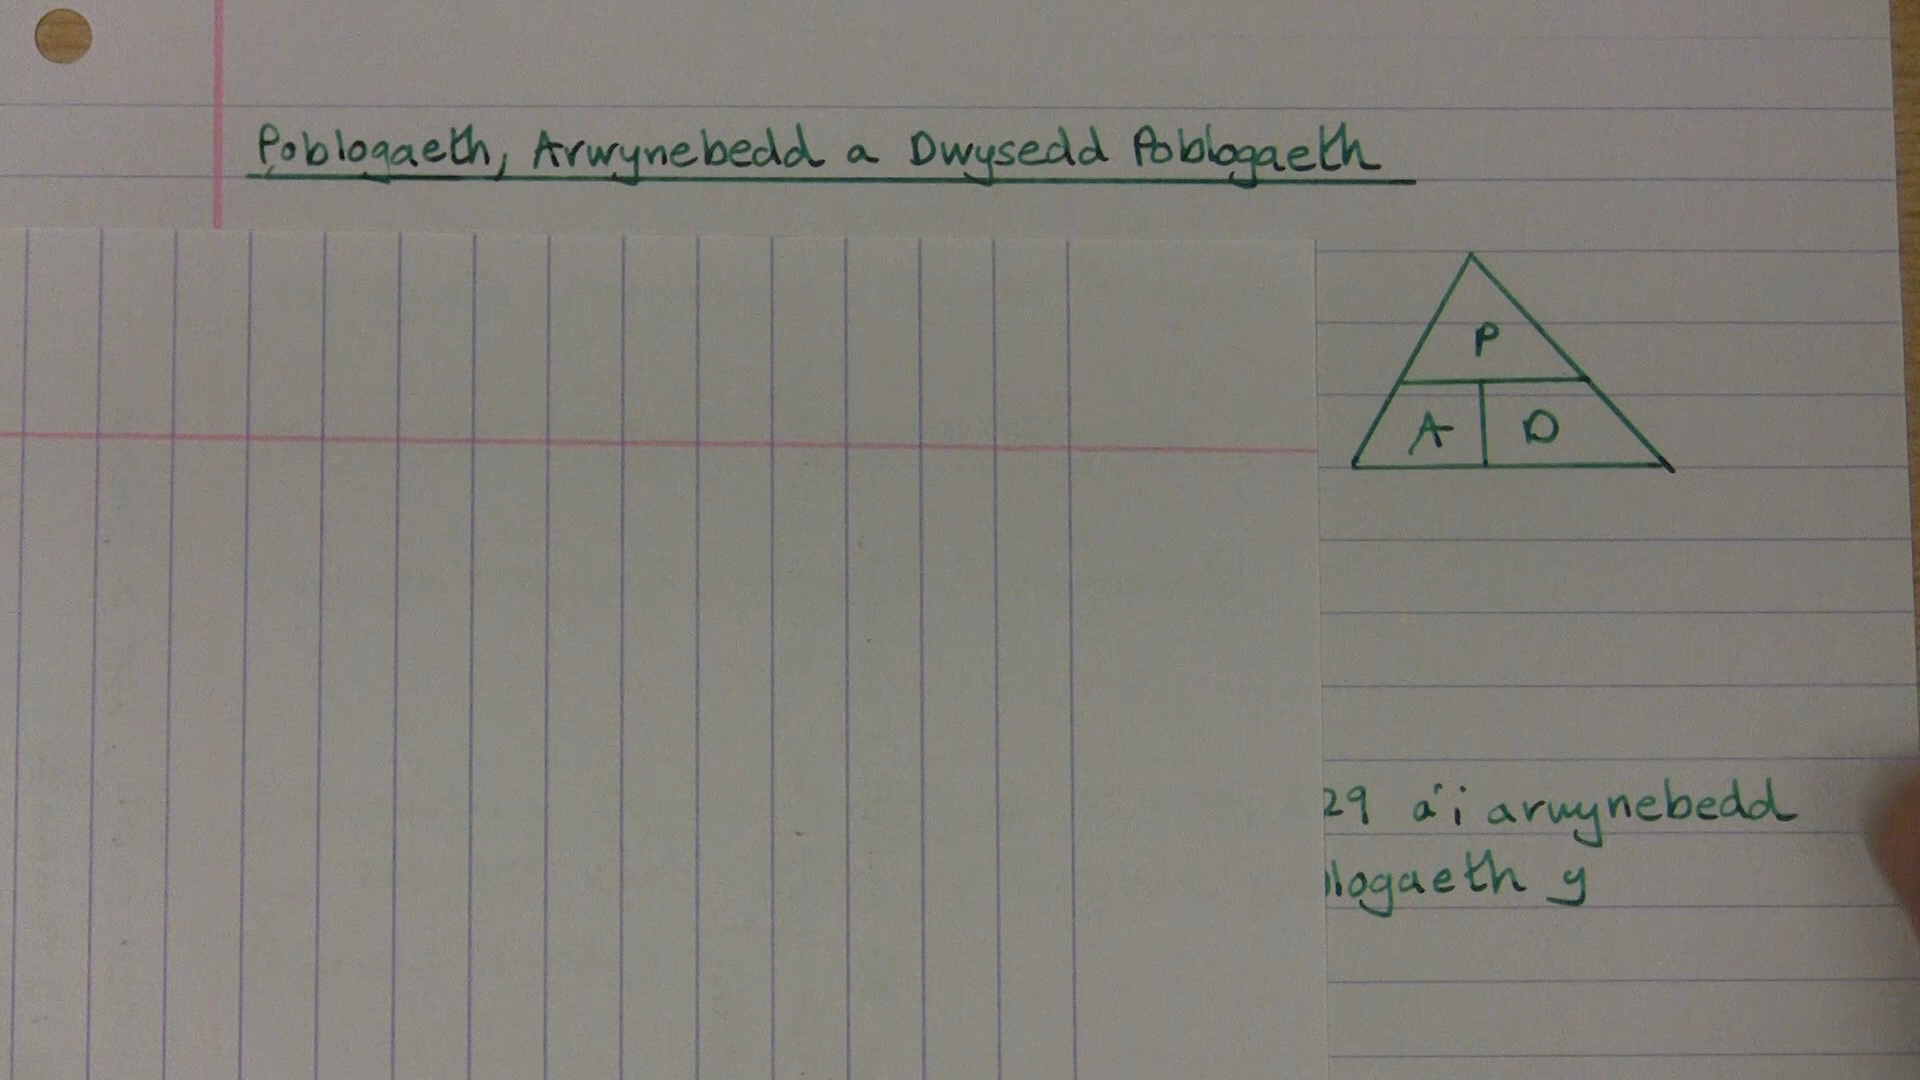 Poblogaeth, Arwynebedd a Dwysedd Poblogaeth
P
A D
29 a'i arwynebedd
logaeth y